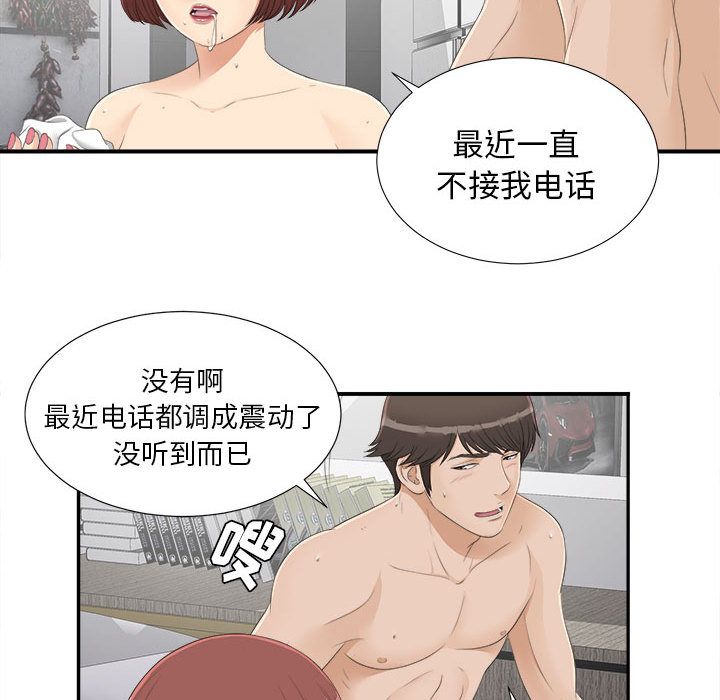 最近一直
不接我电话
没有啊
最近电话都调成震动了
没听到而已
嗖